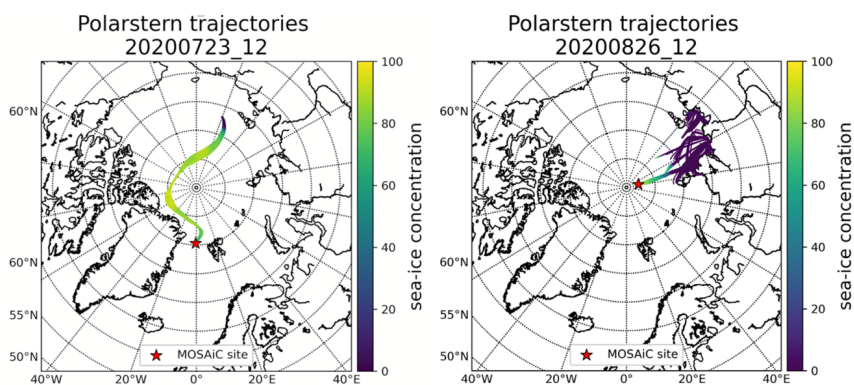 Polarstern trajectories
20200723_12
60°N
60°N
55°N
50°N
40°W
20°W
0°
20°E
40°E
MOSAiC site
100
80
60
40
20
0
sea-ice concentration
Polarstern trajectories
20200826_12
60°N
60°N
55°N
50°N
40°W
20°W
0°
20°E
40°E
MOSAiC site
100
80
60
40
20
0
sea-ice concentration